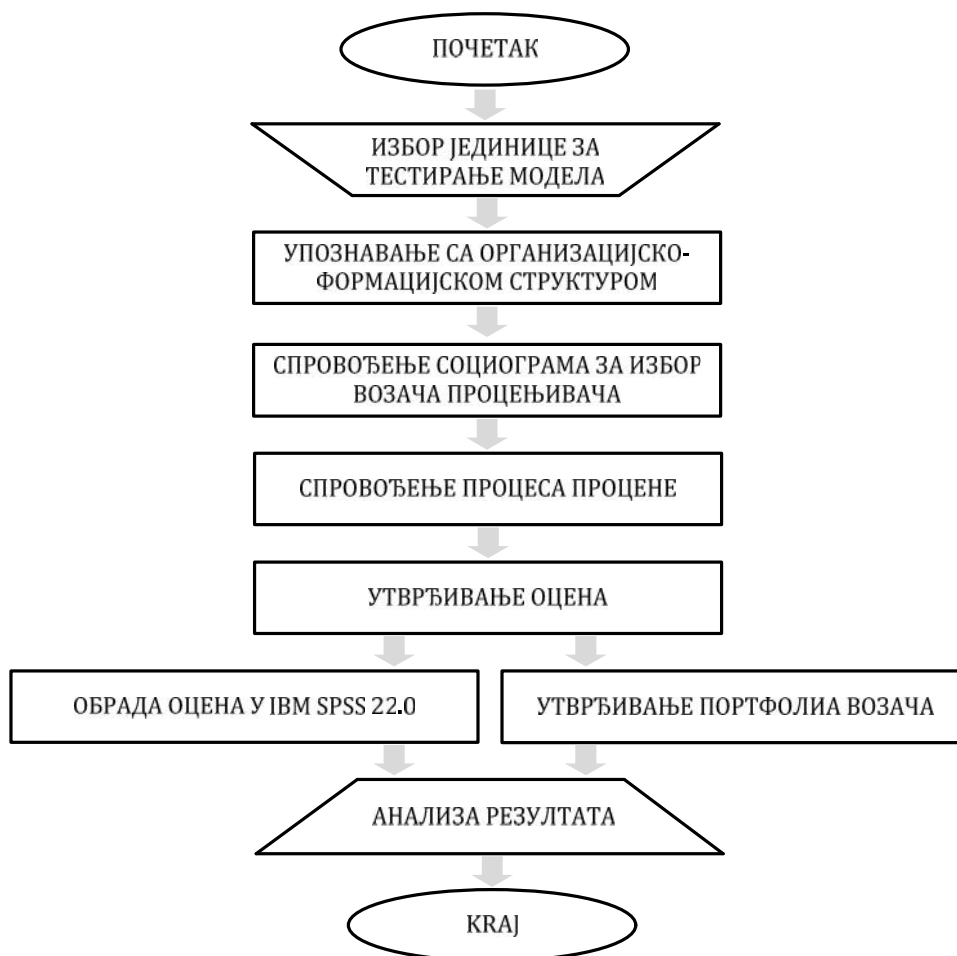 ПОЧЕТАК
ИЗБОР ЈЕДИНИЦЕ ЗА
ТЕСТИРАЊЕ МОДЕЛА
УПОЗНАВАЊЕ СА ОРГАНИЗАЦИЈСКО-
ФОРМАЦИЈСКОМ СТРУКТУРОМ
СПРОВОЂЕЊЕ СОЦИОГРАМА ЗА ИЗБОР
ВОЗАЧА ПРОЦЕЊИВАЧА
СПРОВОЂЕЊЕ ПРОЦЕСА ПРОЦЕНЕ
УТВРЂИВАЊЕ ОЦЕНА
ОБРАДА ОЦЕНА У IBM SPSS 22.0
УТВРЂИВАЊЕ ПОРТФОЛИА ВОЗАЧА
АНАЛИЗА РЕЗУЛТАТА
KRAJ